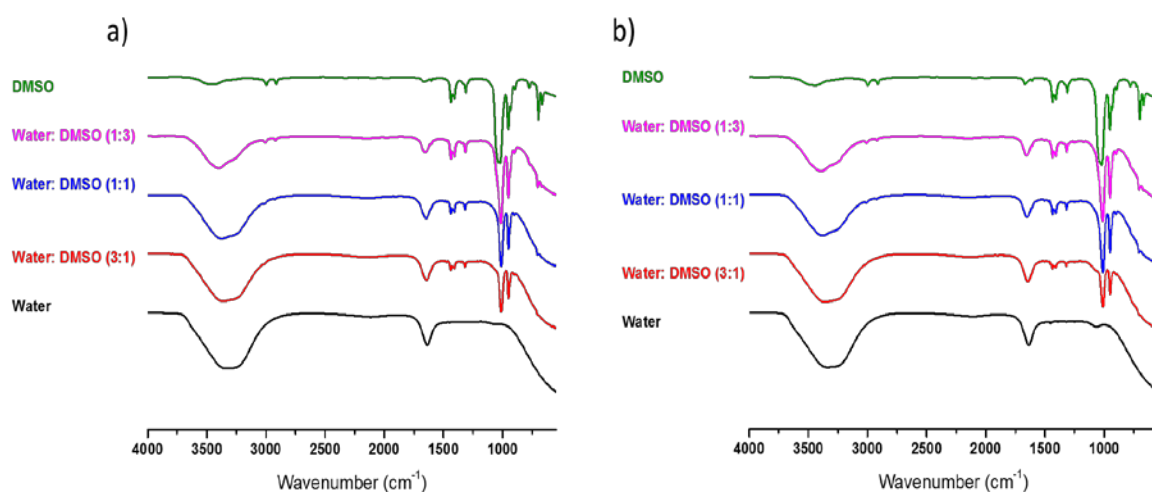 a)
DMSO
Water: DMSO (1:3)
Water: DMSO (1:1)
Water: DMSO (3:1)
Water
4000 3500 3000 2500 2000 1500 1000
Wavenumber (cm⁻¹)
b)
DMSO
Water: DMSO (1:3)
Water: DMSO (1:1)
Water: DMSO (3:1)
Water
4000 3500 3000 2500 2000 1500 1000
Wavenumber (cm⁻¹)